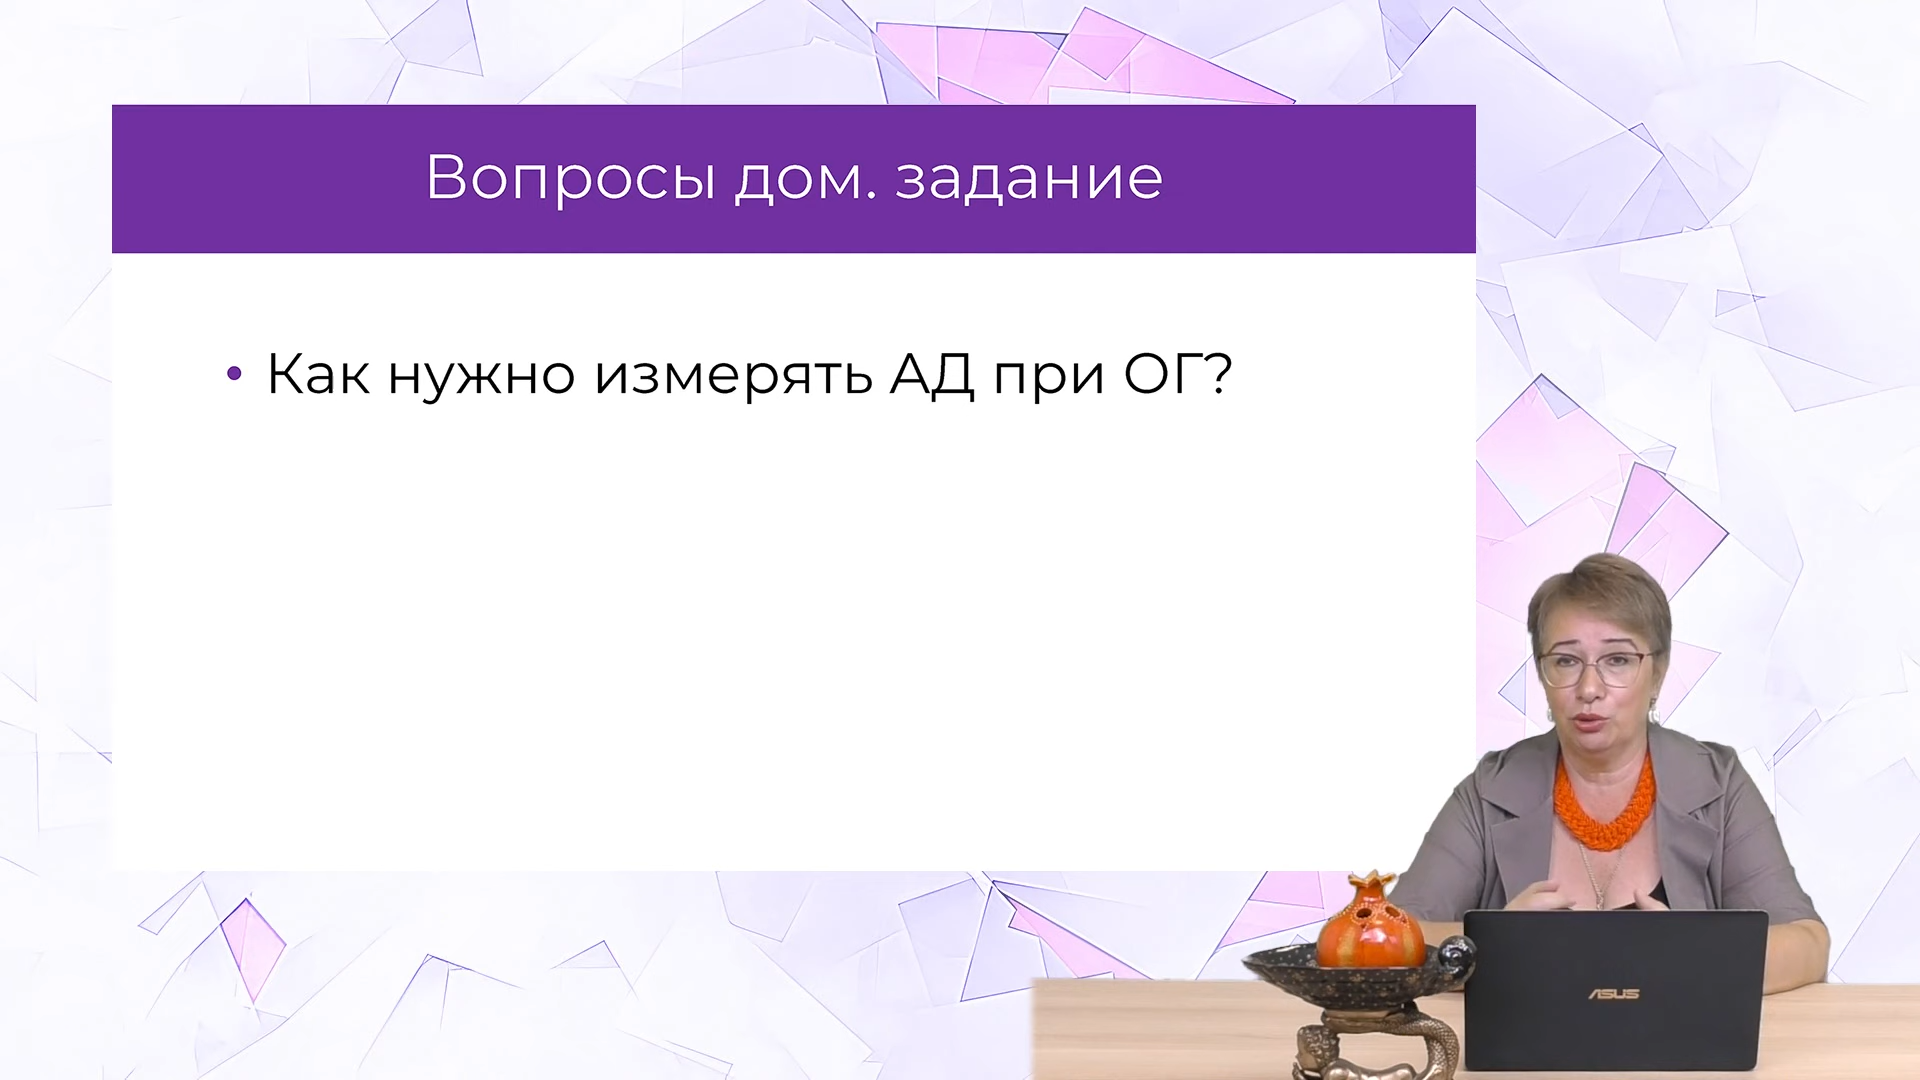 Вопросы дом. задание
• Как нужно измерять АД при ОГ?
ASUS